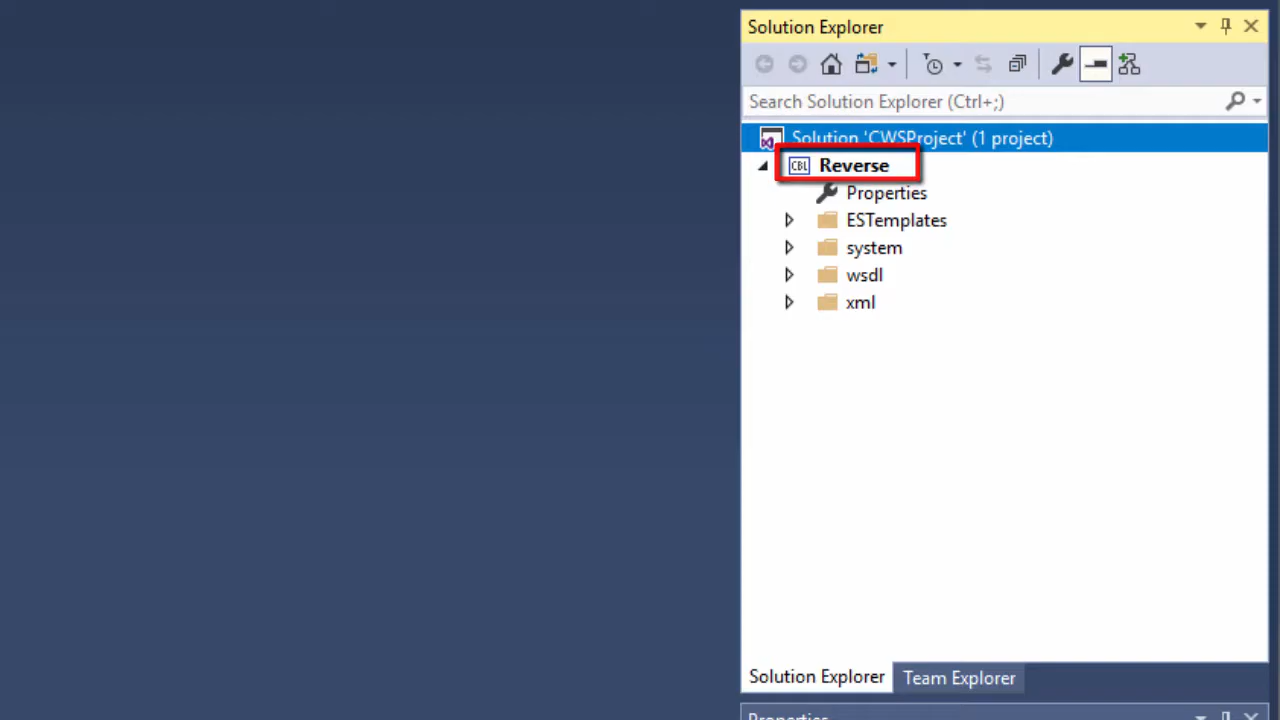 Solution Explorer
Search Solution Explorer (Ctrl+;)
Solution 'CWSProject' (1 project)
CBL Reverse
Properties
ESTemplates
system
wsdl
xml
Solution Explorer Team Explorer
Properties